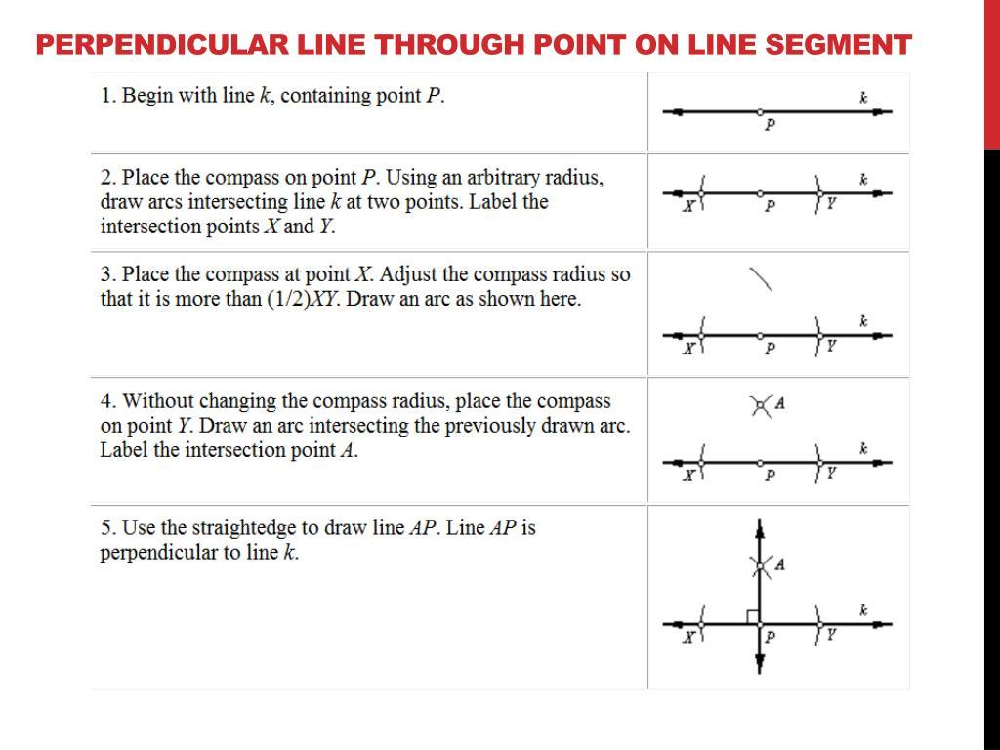 PERPENDICULAR LINE THROUGH POINT ON LINE SEGMENT
1. Begin with line k, containing point P.
k
P
2. Place the compass on point P. Using an arbitrary radius,
draw arcs intersecting line k at two points. Label the
intersection points X and Y.
k
X P Y
3. Place the compass at point X. Adjust the compass radius so
that it is more than (1/2)XY. Draw an arc as shown here.
k
X P Y
4. Without changing the compass radius, place the compass
on point Y. Draw an arc intersecting the previously drawn arc.
Label the intersection point A.
A
k
X P Y
5. Use the straightedge to draw line AP. Line AP is
perpendicular to line k.
A
k
X P Y